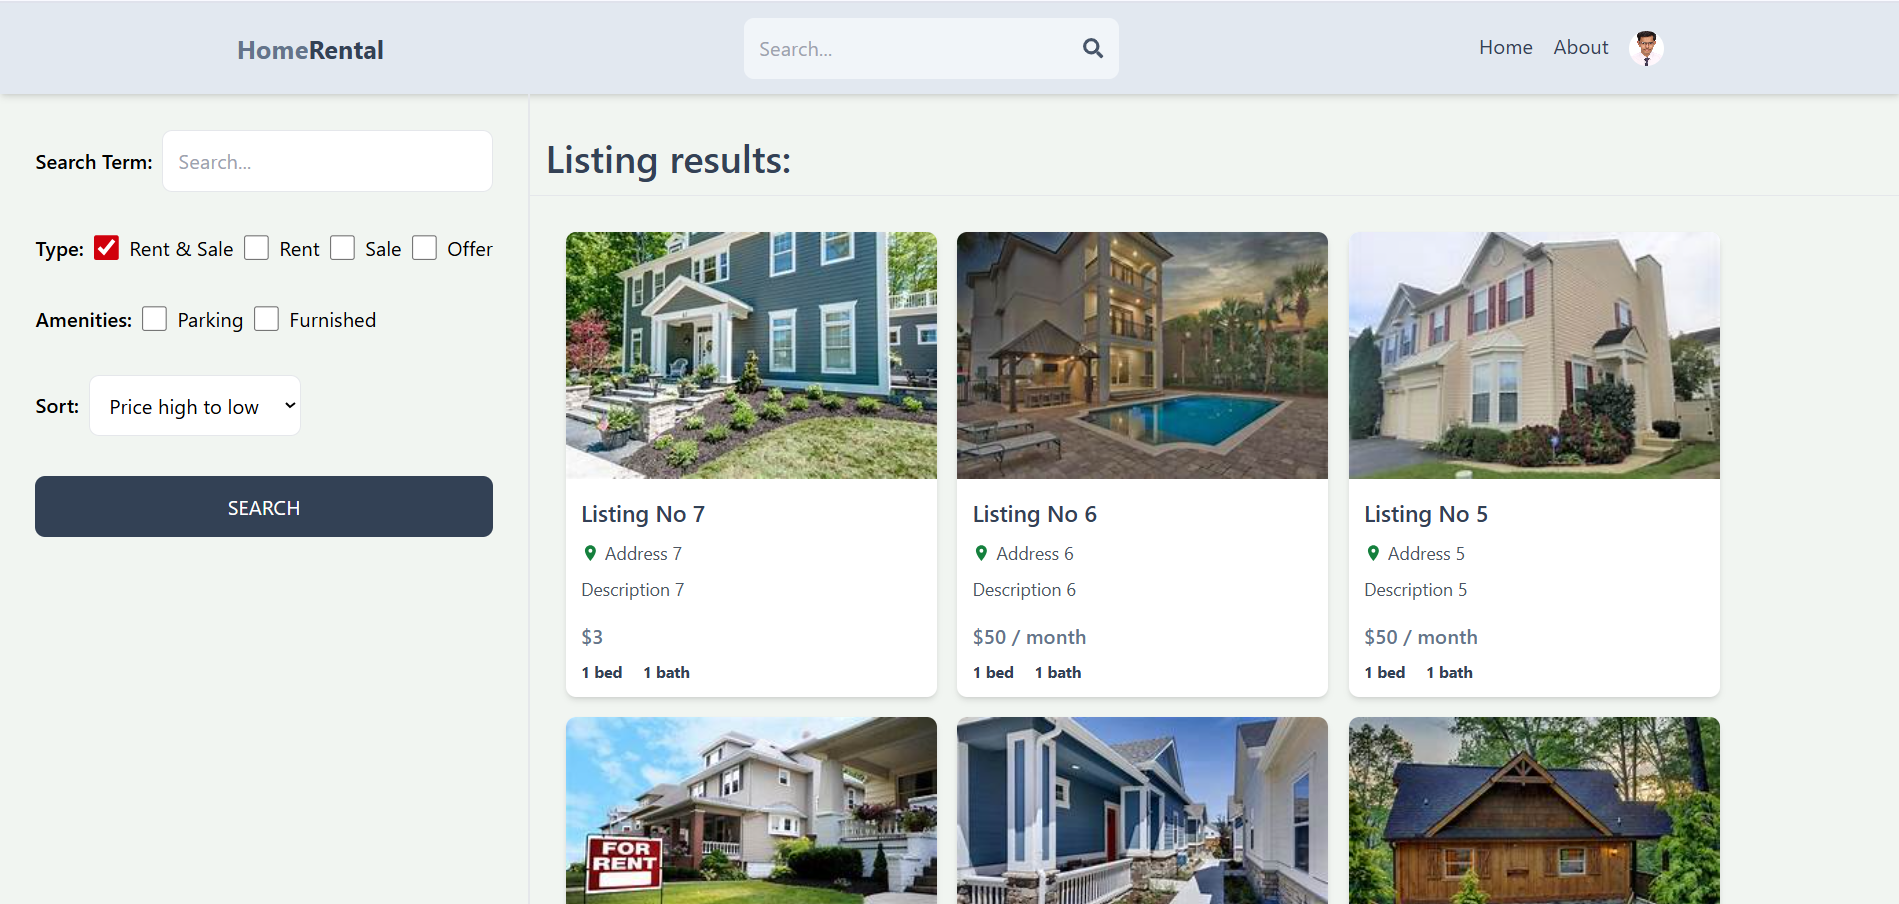 HomeRental
Search...
Home About
Search Term: Search...
Type: Rent & Sale Rent Sale Offer
Amenities: Parking Furnished
Sort: Price high to low
SEARCH
Listing results:
Listing No 7
Address 7
Description 7
$3
1 bed 1 bath
Listing No 6
Address 6
Description 6
$50 / month
1 bed 1 bath
Listing No 5
Address 5
Description 5
$50 / month
1 bed 1 bath
FOR
RENT